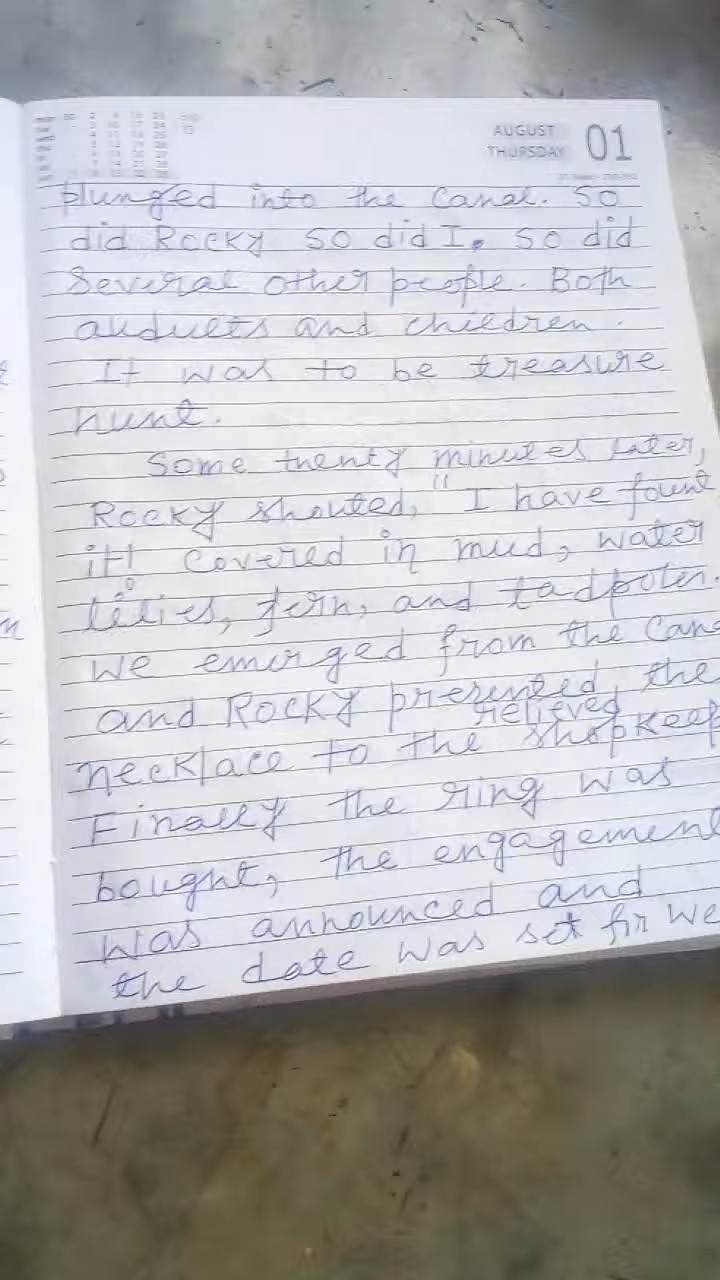 AUGUST
THURSDAY 01
plunged into the Canal. So
did Rocky so did I. so did
Several other people. Both
auduets and children.
It was to be treasure
hunt.
Some twenty minutes later,
Rocky shouted, "I have fount
it! Covered in mud, water
lilies, fern, and tadpoles.
We emerged from the Cana
and Rocky presented the
relieved
necklace to the shopkeep
Finally the ring was
bought, the engagement
was announced and
the date was set for We